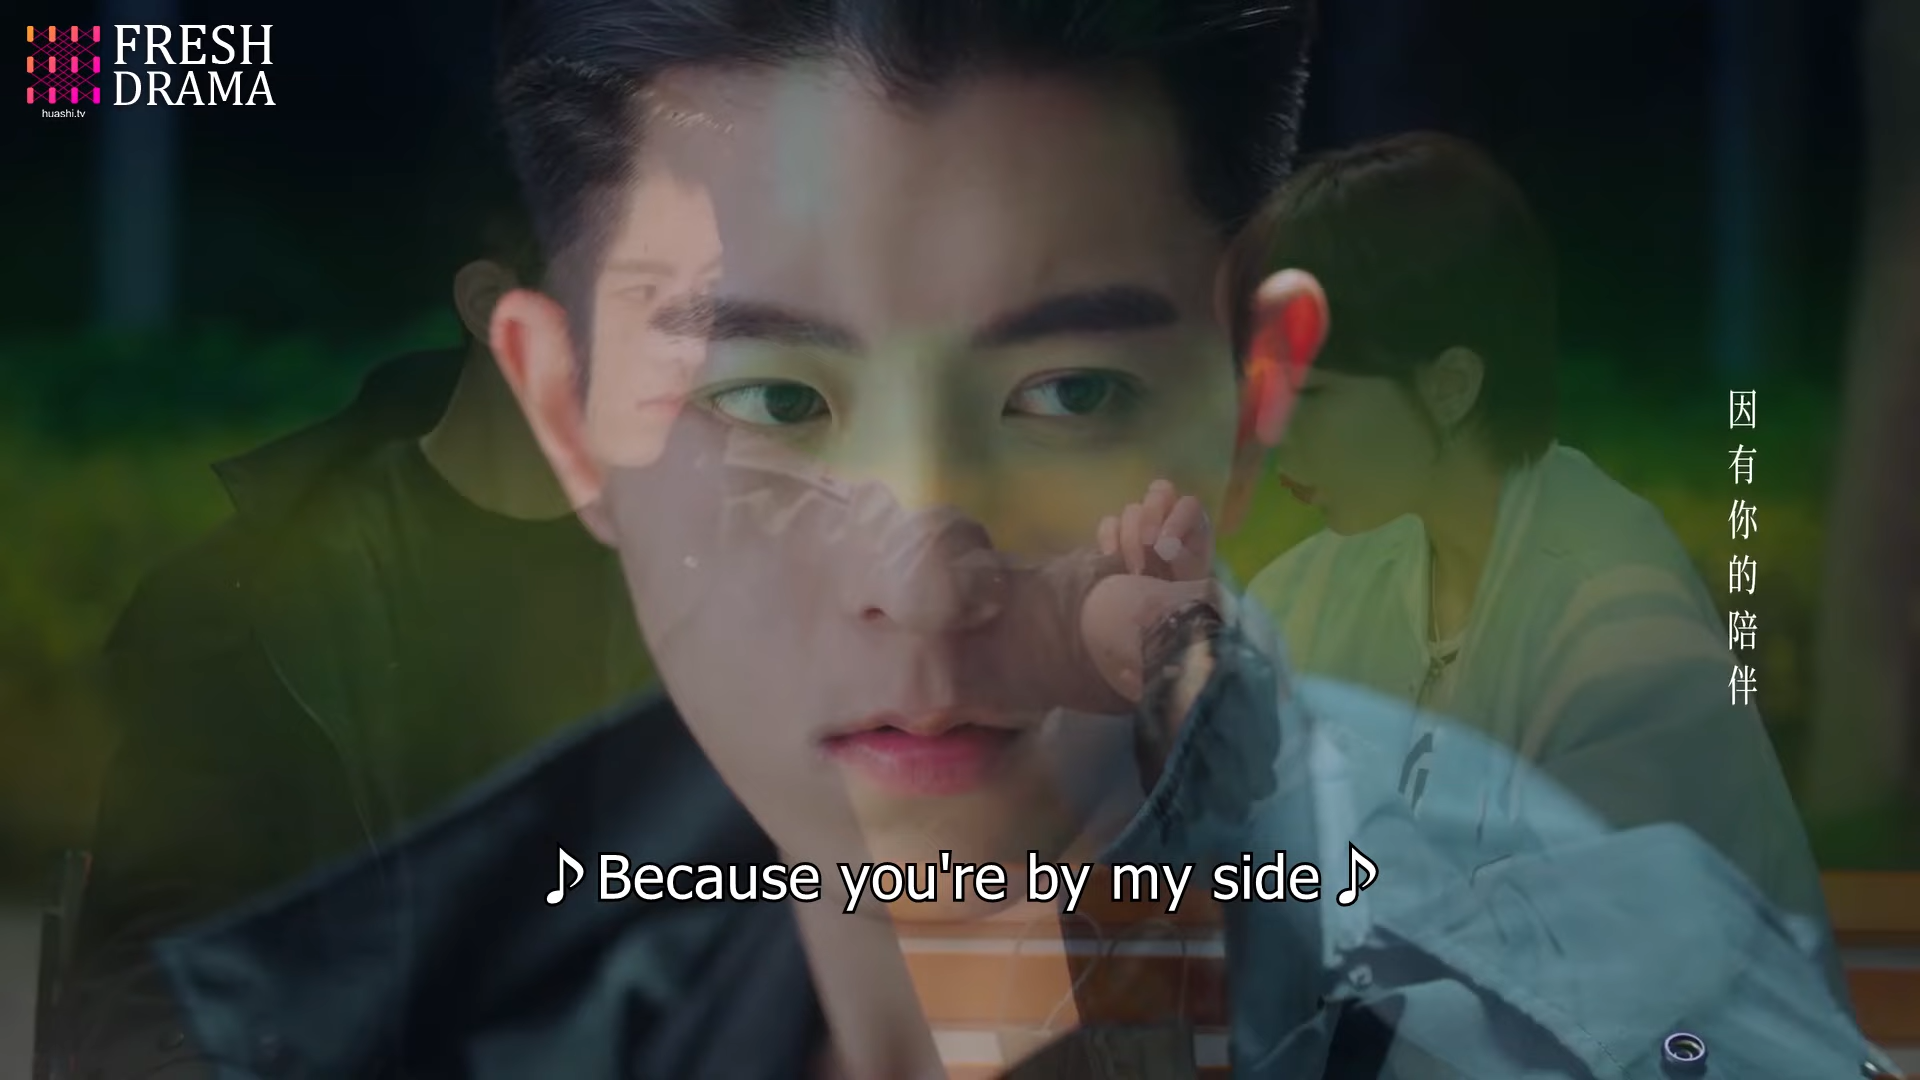 FRESH
DRAMA
huashi.tv
因有你的陪伴
♪Because you're by my side♪